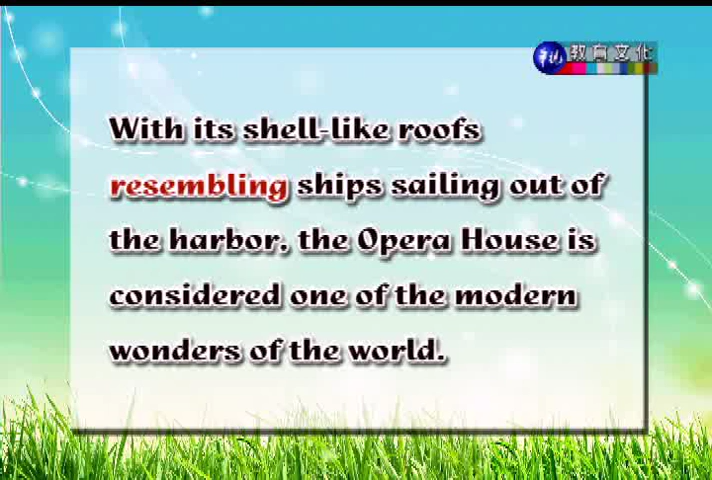 教育文化
With its shell-like roofs
resembling ships sailing out of
the harbor, the Opera House is
considered one of the modern
wonders of the world.